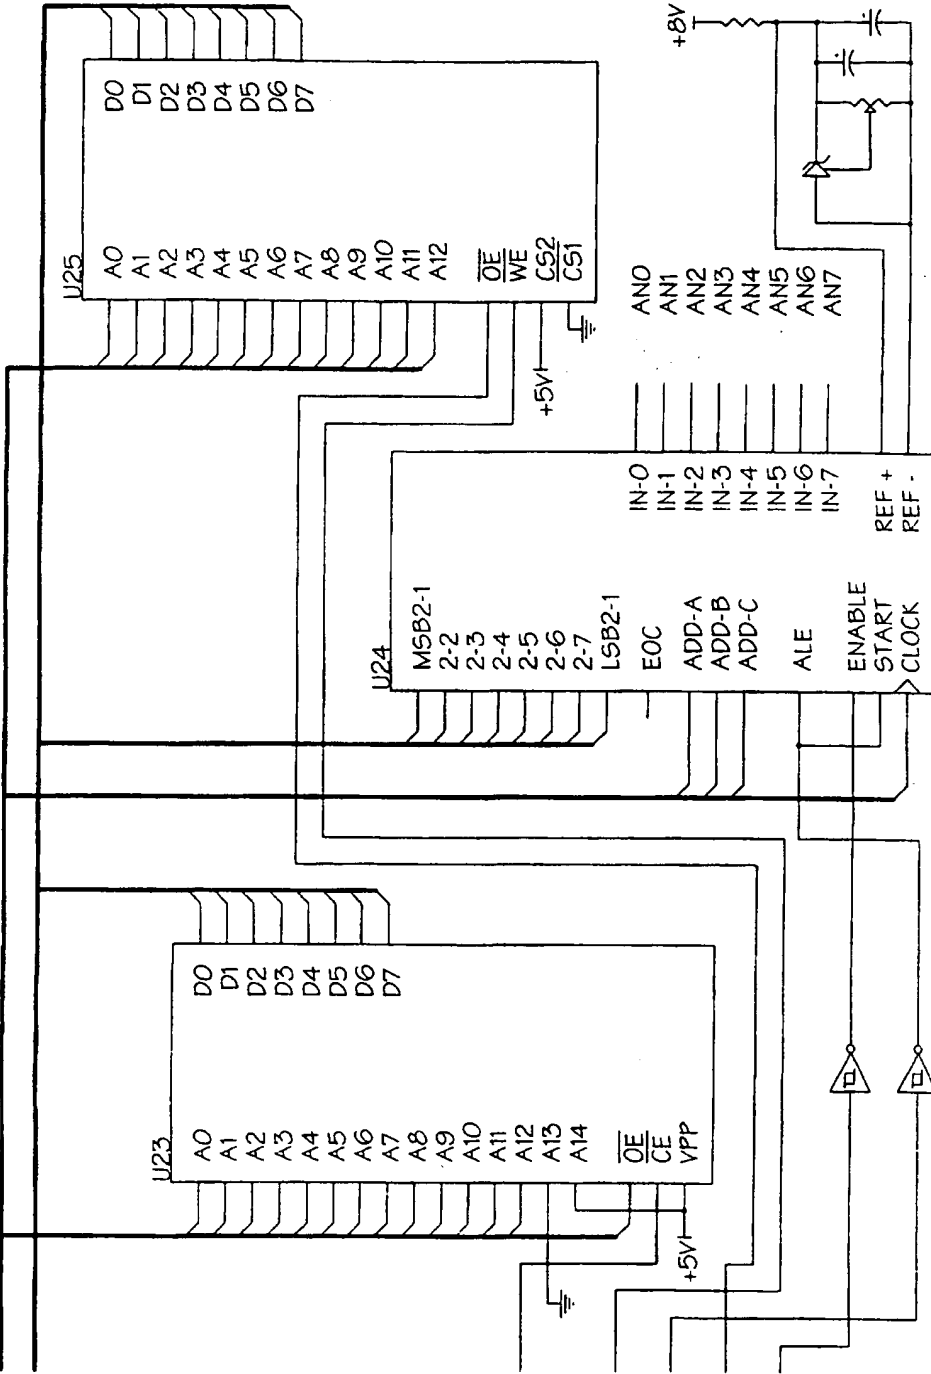 U23
A0 D0
A1 D1
A2 D2
A3 D3
A4 D4
A5 D5
A6 D6
A7 D7
A8
A9
A10
A11
A12
A13
A14
OE
CE
VPP
+5V
U24
MSB2-1
2-2
2-3
2-4
2-5
2-6
2-7
LSB2-1
EOC
ADD-A
ADD-B
ADD-C
ALE
ENABLE
START
CLOCK
IN-0 AN0
IN-1 AN1
IN-2 AN2
IN-3 AN3
IN-4 AN4
IN-5 AN5
IN-6 AN6
IN-7 AN7
REF +
REF -
U25
A0 D0
A1 D1
A2 D2
A3 D3
A4 D4
A5 D5
A6 D6
A7 D7
A8
A9
A10
A11
A12
OE
WE
CS2
CS1
+5V
+8V